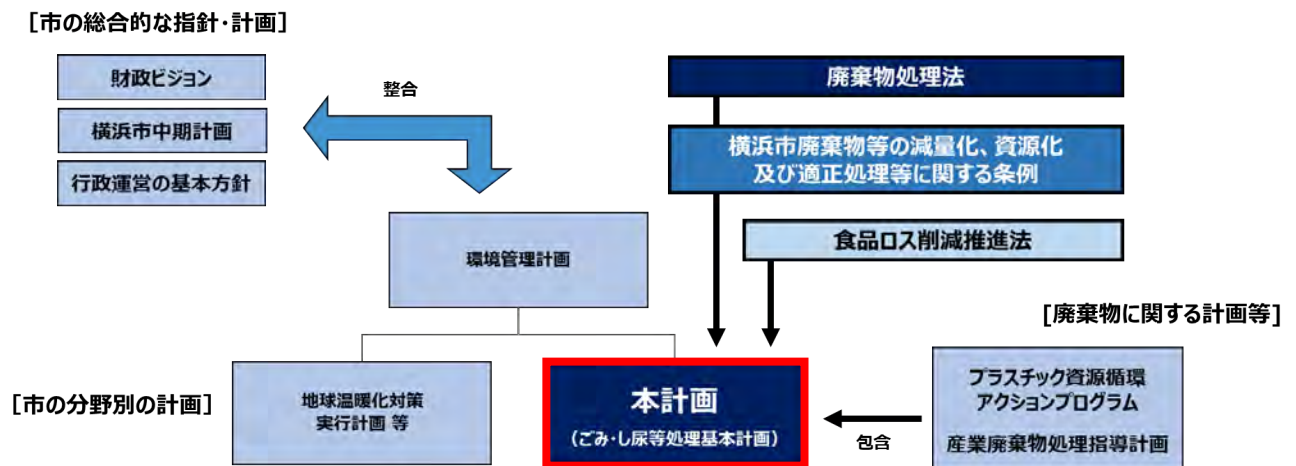 [市の総合的な指針・計画]
財政ビジョン
横浜市中期計画
行政運営の基本方針
整合
廃棄物処理法
横浜市廃棄物等の減量化、資源化
及び適正処理等に関する条例
食品ロス削減推進法
環境管理計画
[廃棄物に関する計画等]
[市の分野別の計画]
地球温暖化対策
実行計画 等
本計画
(ごみ・し尿等処理基本計画)
包含
プラスチック資源循環
アクションプログラム
産業廃棄物処理指導計画